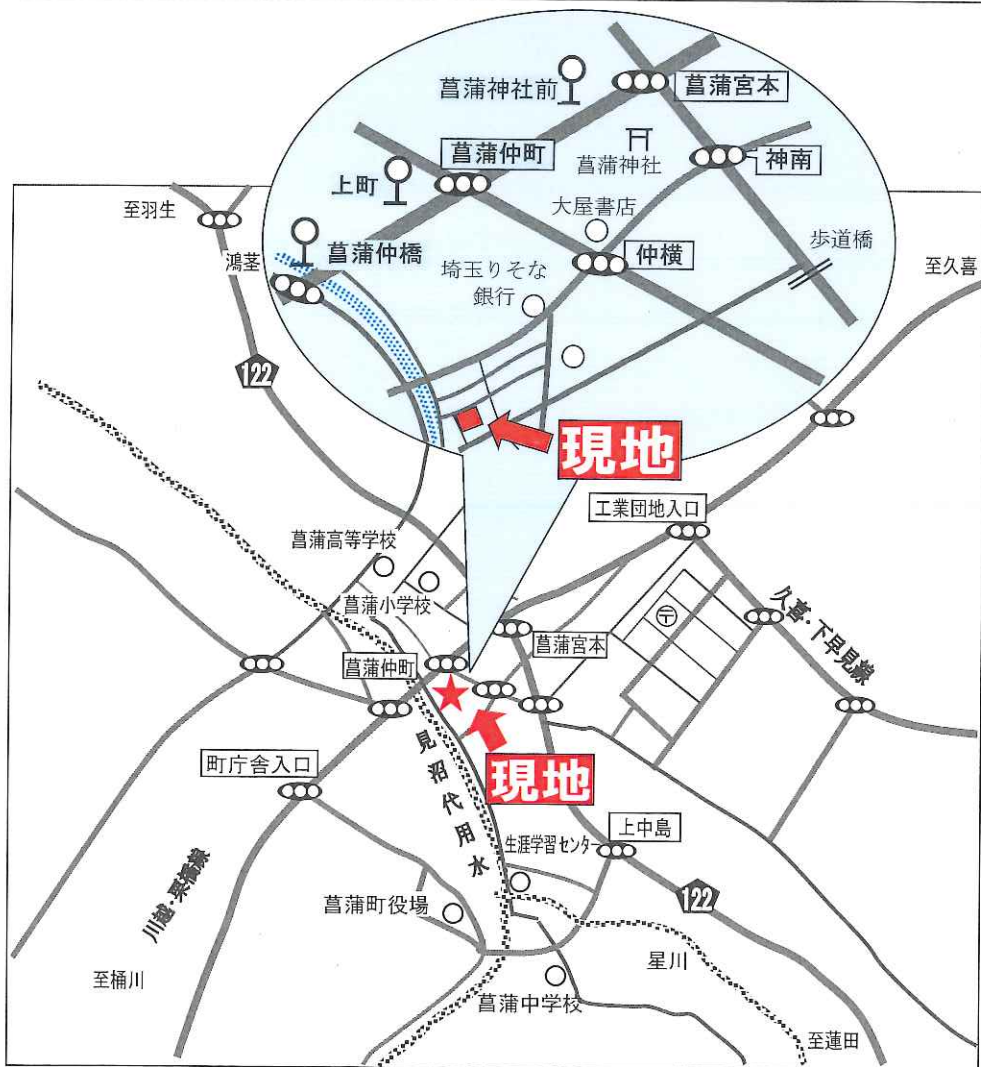 菖蒲神社前
菖蒲宮本
菖蒲仲町
菖蒲神社
神南
上町
大屋書店
歩道橋
至羽生
菖蒲仲橋
仲横
鴻茎
埼玉りそな
銀行
至久喜
122
現地
工業団地入口
菖蒲高等学校
菖蒲小学校
〒
久喜・下早見線
菖蒲宮本
菖蒲仲町
町庁舎入口
見沼代用水
現地
生涯学習センター
上中島
川越・栗橋線
菖蒲町役場
122
星川
至桶川
菖蒲中学校
至蓮田